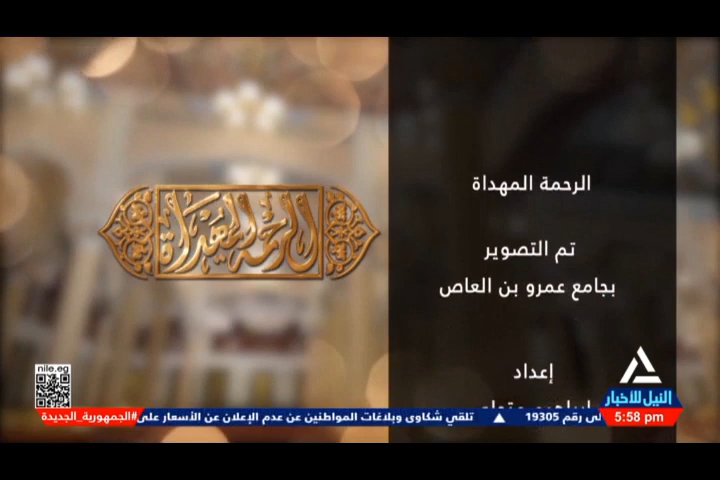 الرحمة المهداة
الرحمة المهداة
تم التصوير
بجامع عمرو بن العاص
إعداد
nile.eg
النيل للأخبار
5:58 pm
#الجمهورية_الجديدة
تلقي شكاوى وبلاغات المواطنين عن عدم الإعلان عن الأسعار على
رقم 19305